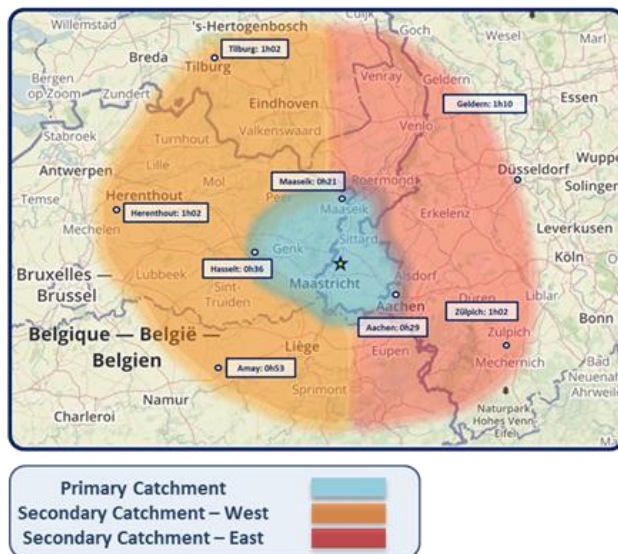 Willemstad
's-Hertogenbosch
Cuijk
Goch
Wesel
Marl
Breda
Tilburg: 1h02
Tilburg
Bergen
op Zoom
Zundert
Venray
Geldern
Essen
Eindhoven
Geldern: 1h10
Stabroek
Turnhout
Valkenswaard
Venlo
Antwerpen
Lille
Maaseik: 0h21
Roermond
Düsseldorf
Wuppe
Solingen
Temse
Herenthout
Mol
Peer
Maaseik
Erkelenz
Herenthout: 1h02
Mechelen
Sittard
Leverkusen
Genk
Köln
Bruxelles —
Brussel
Lubbeek
Hasselt: 0h36
Sint-
Truiden
Maastricht
Alsdorf
Aachen
Düren
Liblar
Zülpich: 1h02
Bonn
Belgique — België —
Belgien
Liège
Aachen: 0h29
Eupen
Zülpich
Mechernich
Bad
Neuenah
Ahrweile
Amay: 0h53
Namur
Sprimont
Charleroi
Naturpark
Hohes Venn
Eifel
Ma
Primary Catchment
Secondary Catchment – West
Secondary Catchment – East